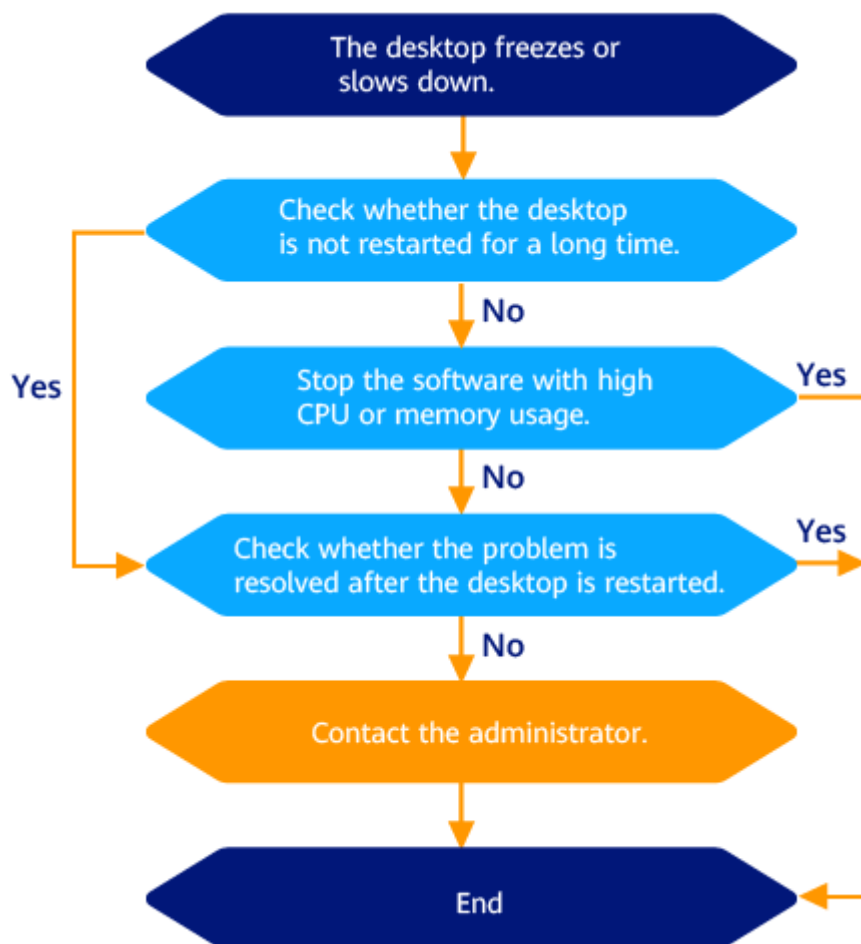 The desktop freezes or
slows down.
Check whether the desktop
is not restarted for a long time.
No
Yes
Stop the software with high
CPU or memory usage.
Yes
No
Check whether the problem is
resolved after the desktop is restarted.
Yes
No
Contact the administrator.
End